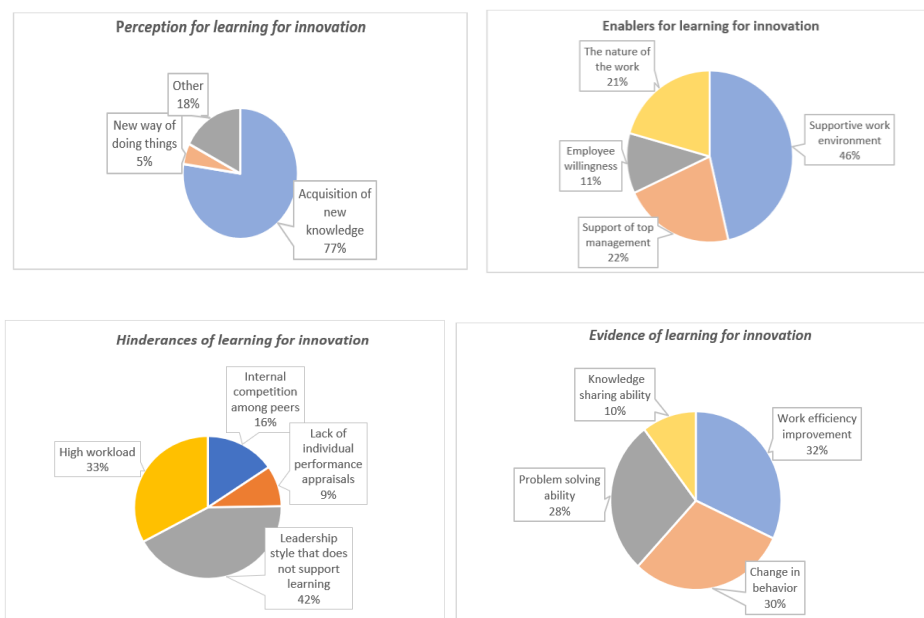 Perception for learning for innovation
Other
18%
New way of
doing things
5%
Acquisition of
new
knowledge
77%
Enablers for learning for innovation
The nature of
the work
21%
Supportive work
environment
46%
Employee
willingness
11%
Support of top
management
22%
Hinderances of learning for innovation
Internal
competition
among peers
16%
Lack of
individual
performance
appraisals
9%
High workload
33%
Leadership
style that does
not support
learning
42%
Evidence of learning for innovation
Knowledge
sharing ability
10%
Work efficiency
improvement
32%
Problem solving
ability
28%
Change in
behavior
30%